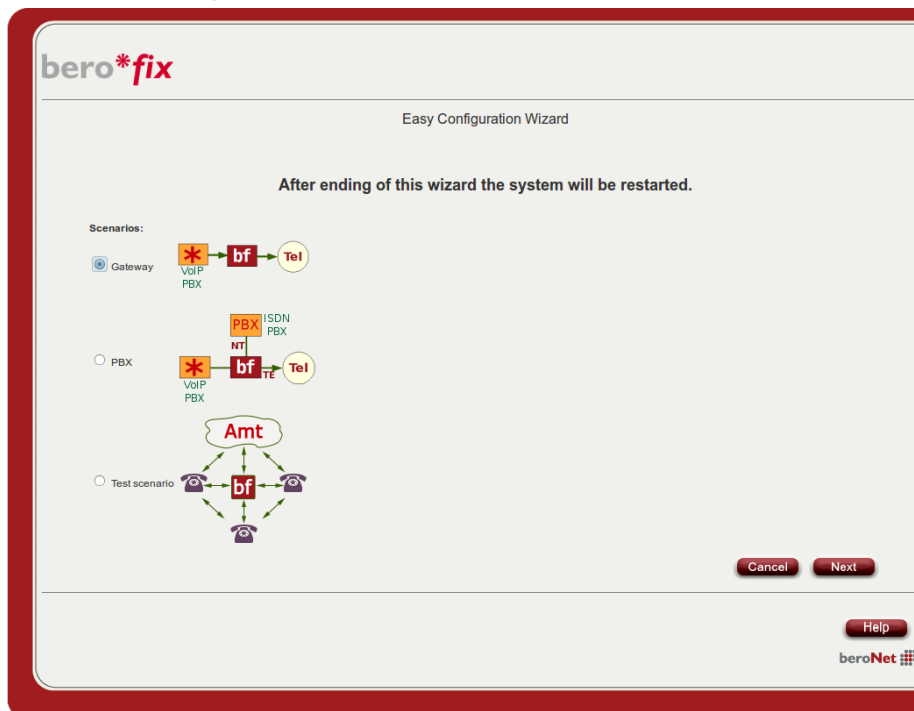 bero*fix
Easy Configuration Wizard
After ending of this wizard the system will be restarted.
Scenarios:
Gateway
*
bf
Tel
VoIP
PBX
PBX
ISDN
PBX
NT
PBX
*
bf
TE
Tel
VoIP
PBX
Amt
Test scenario
bf
Cancel
Next
Help
beroNet